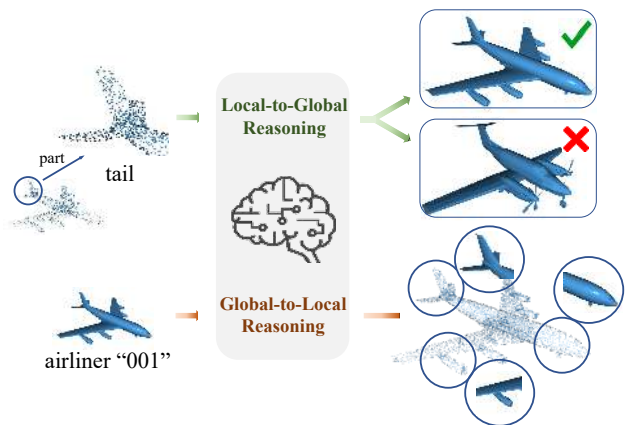 Local-to-Global
Reasoning
part
tail
Global-to-Local
Reasoning
airliner “001”